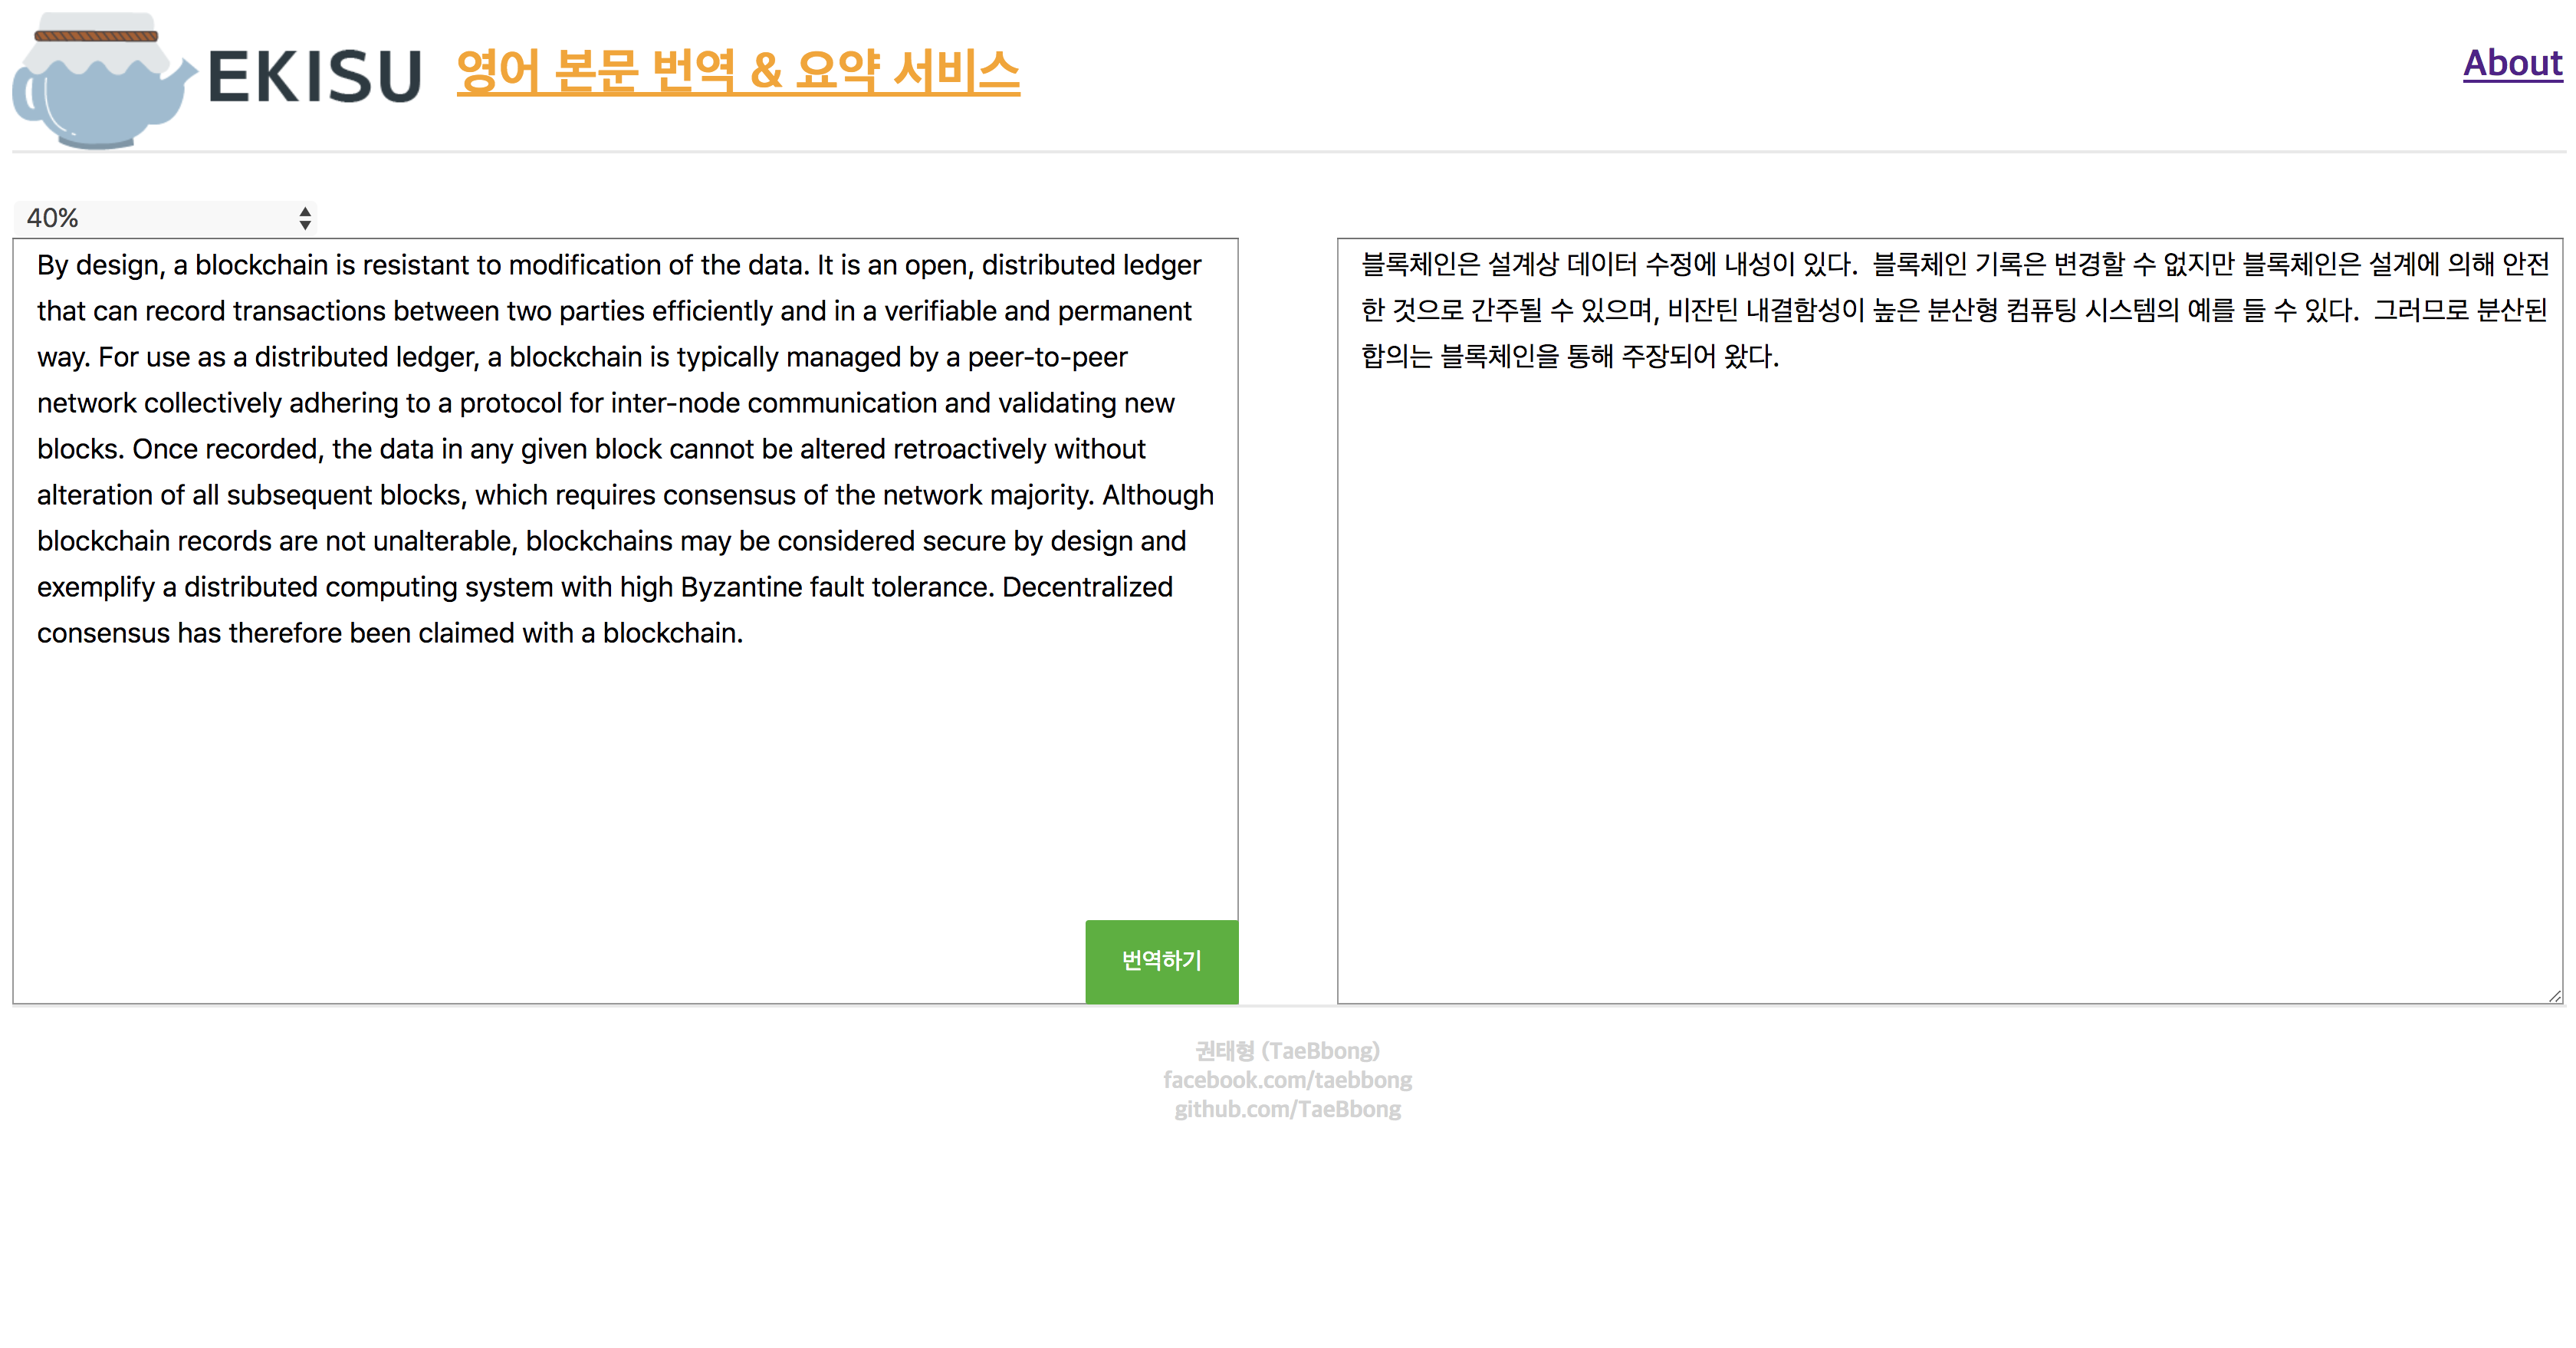 EKISU 영어 본문 번역 & 요약 서비스
About
40%
By design, a blockchain is resistant to modification of the data. It is an open, distributed ledger
that can record transactions between two parties efficiently and in a verifiable and permanent
way. For use as a distributed ledger, a blockchain is typically managed by a peer-to-peer
network collectively adhering to a protocol for inter-node communication and validating new
blocks. Once recorded, the data in any given block cannot be altered retroactively without
alteration of all subsequent blocks, which requires consensus of the network majority. Although
blockchain records are not unalterable, blockchains may be considered secure by design and
exemplify a distributed computing system with high Byzantine fault tolerance. Decentralized
consensus has therefore been claimed with a blockchain.
번역하기
블록체인은 설계상 데이터 수정에 내성이 있다. 블록체인 기록은 변경할 수 없지만 블록체인은 설계에 의해 안전
한 것으로 간주될 수 있으며, 비잔틴 내결함성이 높은 분산형 컴퓨팅 시스템의 예를 들 수 있다. 그러므로 분산된
합의는 블록체인을 통해 주장되어 왔다.
권태형 (TaeBbong)
facebook.com/taebbong
github.com/TaeBbong